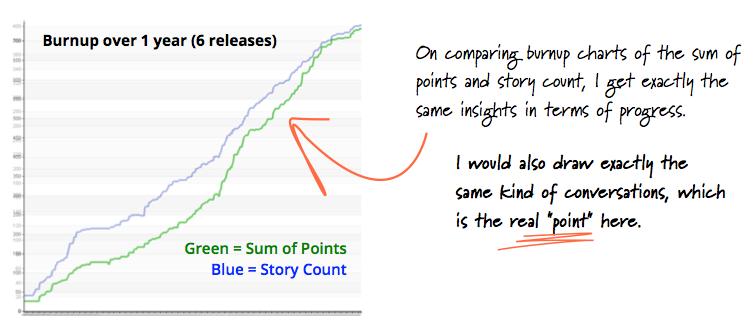 Burnup over 1 year (6 releases)
On comparing burnup charts of the sum of
points and story count, I get exactly the
same insights in terms of progress.
I would also draw exactly the
same kind of conversations, which
is the real "point" here.
Green = Sum of Points
Blue = Story Count